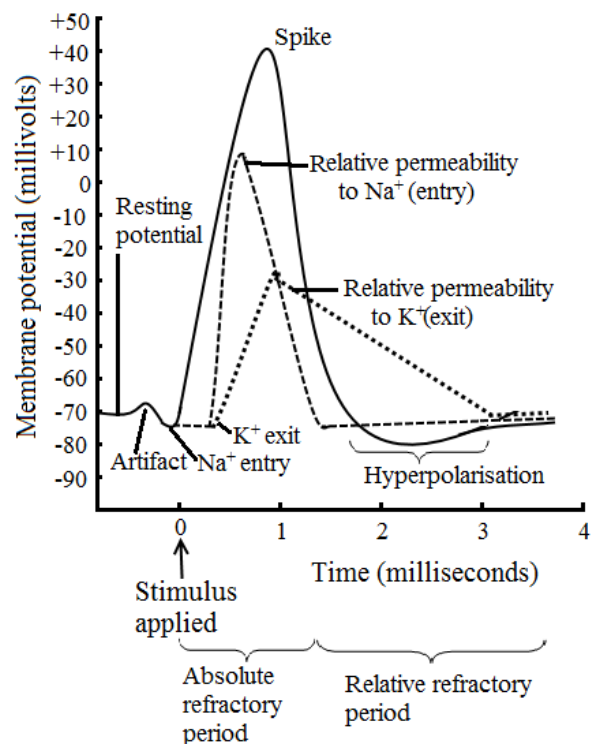 +50
+40
+30
+20
+10
0
-10
-20
-30
-40
-50
-60
-70
-80
-90
Membrane potential (millivolts)
Spike
Relative permeability
to Na⁺ (entry)
Resting
potential
Relative permeability
to K⁺(exit)
K⁺ exit
Artifact
Na⁺ entry
Hyperpolarisation
0
1
2
3
4
Time (milliseconds)
Stimulus
applied
Absolute
refractory
period
Relative refractory
period